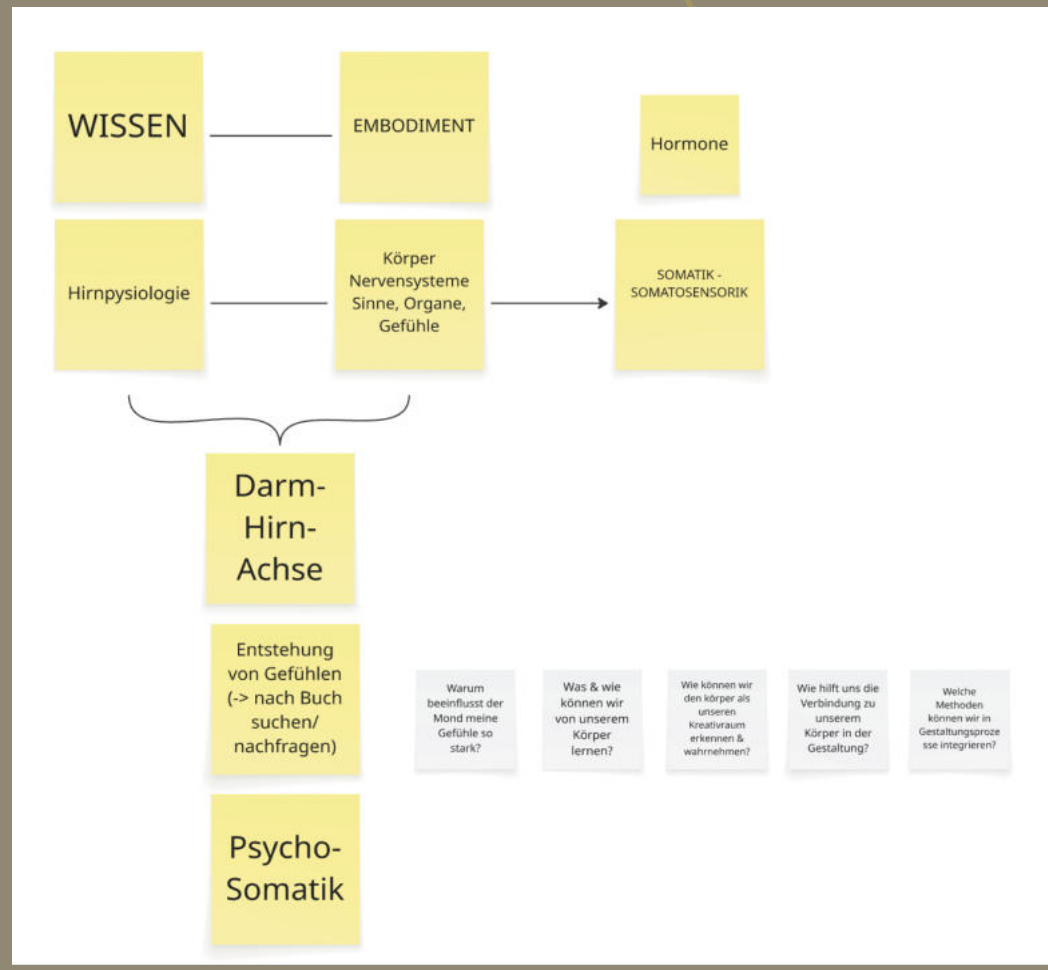 WISSEN
EMBODIMENT
Hormone
Hirnpysiologie
Körper
Nervensysteme
Sinne, Organe,
Gefühle
SOMATIK -
SOMATOSENSORIK
Darm-
Hirn-
Achse
Entstehung
von Gefühlen
(-> nach Buch
suchen/
nachfragen)
Warum
beeinflusst der
Mond meine
Gefühle so
stark?
Was & wie
können wir
von unserem
Körper
lernen?
Wie können wir
den körper als
unseren
Kreativraum
erkennen &
wahrnehmen?
Wie hilft uns die
Verbindung zu
unserem
Körper in der
Gestaltung?
Welche
Methoden
können wir in
Gestaltungsproze
sse integrieren?
Psycho-
Somatik